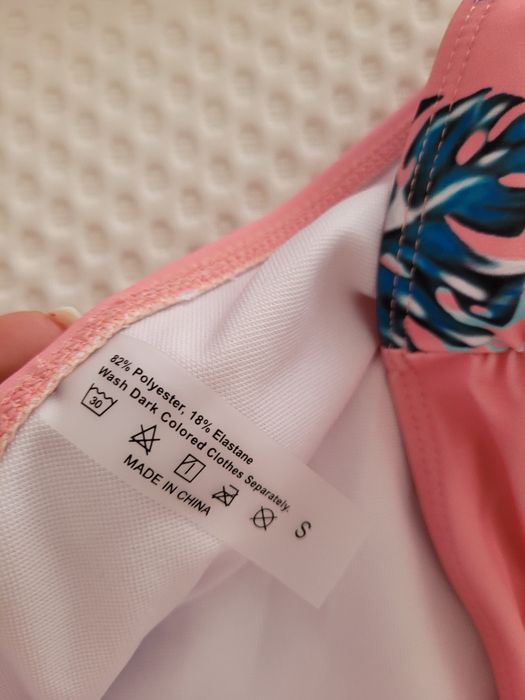 82% Polyester, 18% Elastane
Wash Dark Colored Clothes Separately.
30
S
MADE IN CHINA